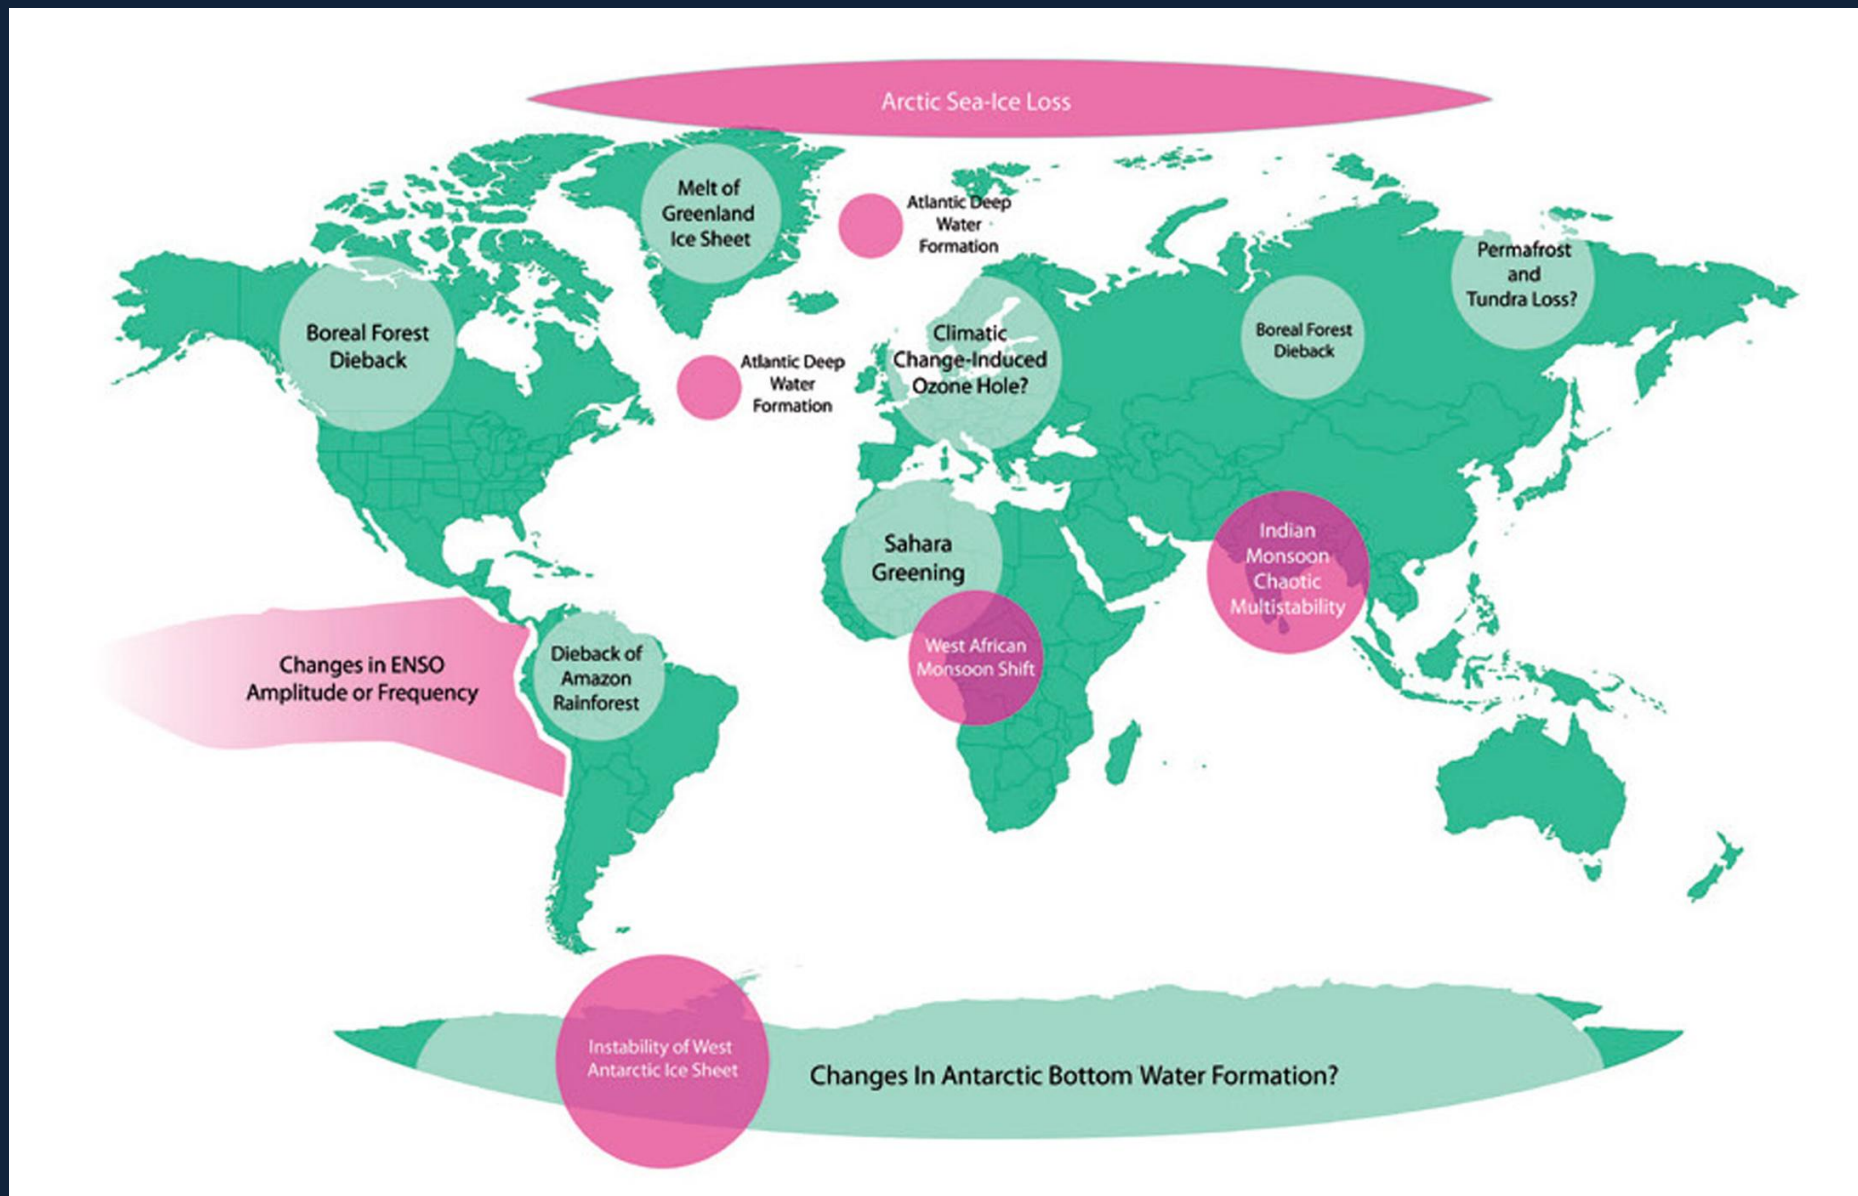 Arctic Sea-Ice Loss
Melt of
Greenland
Ice Sheet
Atlantic Deep
Water
Formation
Permafrost
and
Tundra Loss?
Boreal Forest
Dieback
Climatic
Change-Induced
Ozone Hole?
Boreal Forest
Dieback
Atlantic Deep
Water
Formation
Sahara
Greening
Indian
Monsoon
Chaotic
Multistability
West African
Monsoon Shift
Changes in ENSO
Amplitude or Frequency
Dieback of
Amazon
Rainforest
Instability of West
Antarctic Ice Sheet
Changes In Antarctic Bottom Water Formation?